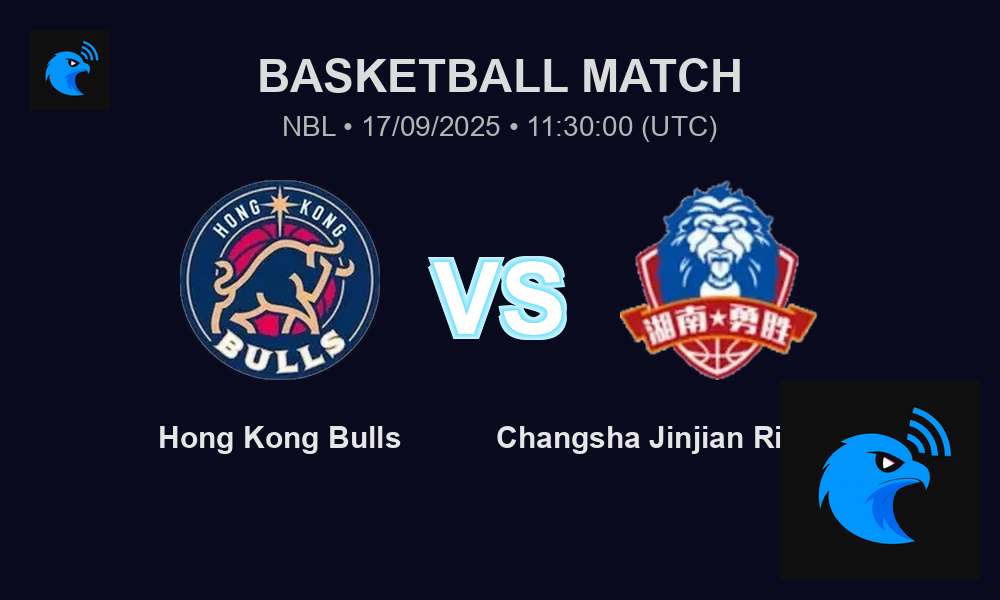 BASKETBALL MATCH
NBL • 17/09/2025 • 11:30:00 (UTC)
HONG KONG
BULLS
VS
湖南★勇胜
Hong Kong Bulls
Changsha Jinjian Ri